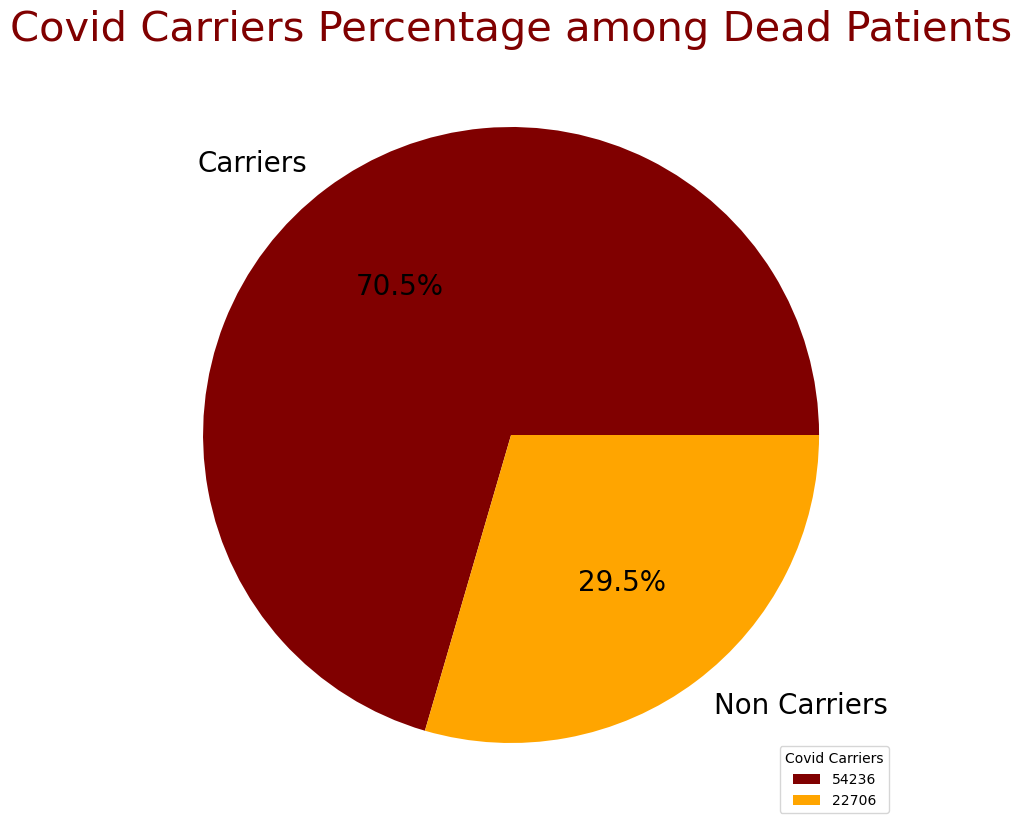 Covid Carriers Percentage among Dead Patients
Carriers
70.5%
29.5%
Non Carriers
Covid Carriers
54236
22706